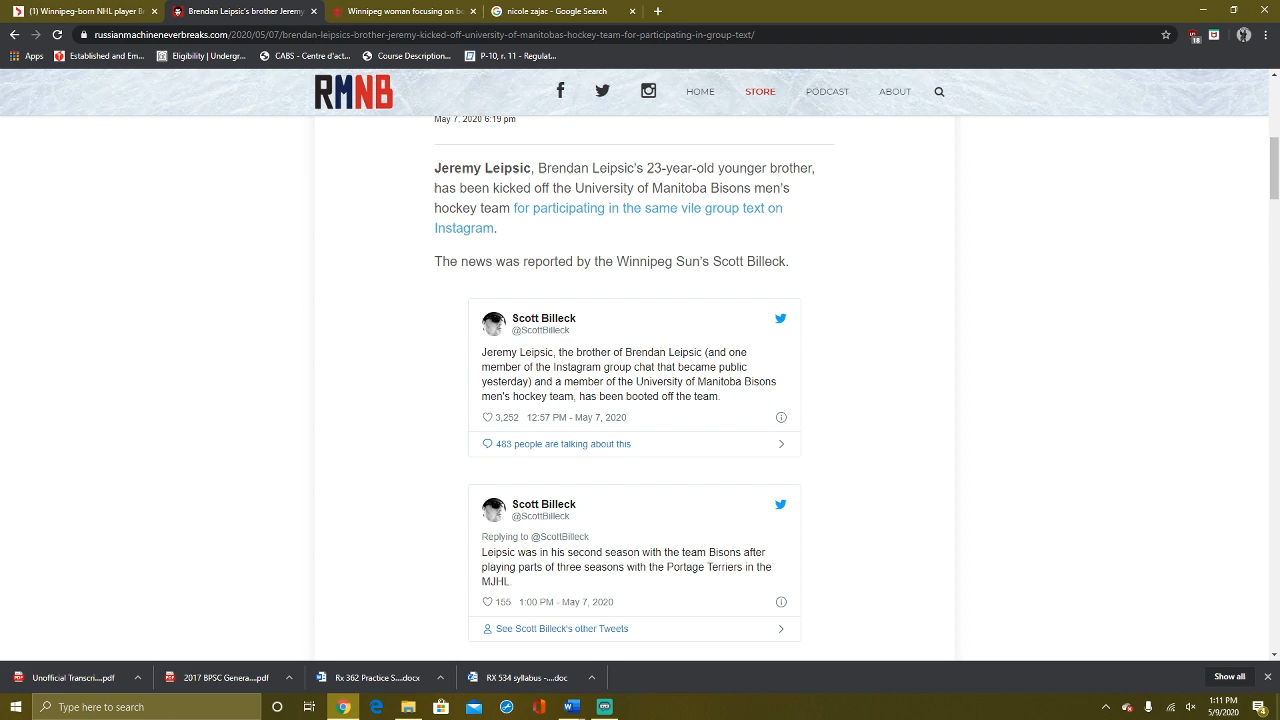 (1) Winnipeg-born NHL player B
Brendan Leipsic's brother Jeremy
Winnipeg woman focusing on bo
nicole zajac - Google Search
russianmachineneverbreaks.com/2020/05/07/brendan-leipsics-brother-jeremy-kicked-off-university-of-manitobas-hockey-team-for-participating-in-group-text/
18
Apps
Established and Em...
Eligibility | Undergr...
CABS - Centre d'act...
Course Description...
P-10, r. 11 - Regulat...
RMNB
HOME
STORE
PODCAST
ABOUT
May 7, 2020 6:19 pm
Jeremy Leipsic, Brendan Leipsic's 23-year-old younger brother,
has been kicked off the University of Manitoba Bisons men's
hockey team for participating in the same vile group text on
Instagram.
The news was reported by the Winnipeg Sun's Scott Billeck.
Scott Billeck
@ScottBilleck
Jeremy Leipsic, the brother of Brendan Leipsic (and one
member of the Instagram group chat that became public
yesterday) and a member of the University of Manitoba Bisons
men's hockey team, has been booted off the team.
3,252 12:57 PM - May 7, 2020
483 people are talking about this
Scott Billeck
@ScottBilleck
Replying to @ScottBilleck
Leipsic was in his second season with the team Bisons after
playing parts of three seasons with the Portage Terriers in the
MJHL.
155 1:00 PM - May 7, 2020
See Scott Billeck's other Tweets
Unofficial Transcri....pdf
2017 BPSC Genera....pdf
Rx 362 Practice S....docx
RX 534 syllabus -....doc
Show all
Type here to search
1:11 PM
5/9/2020